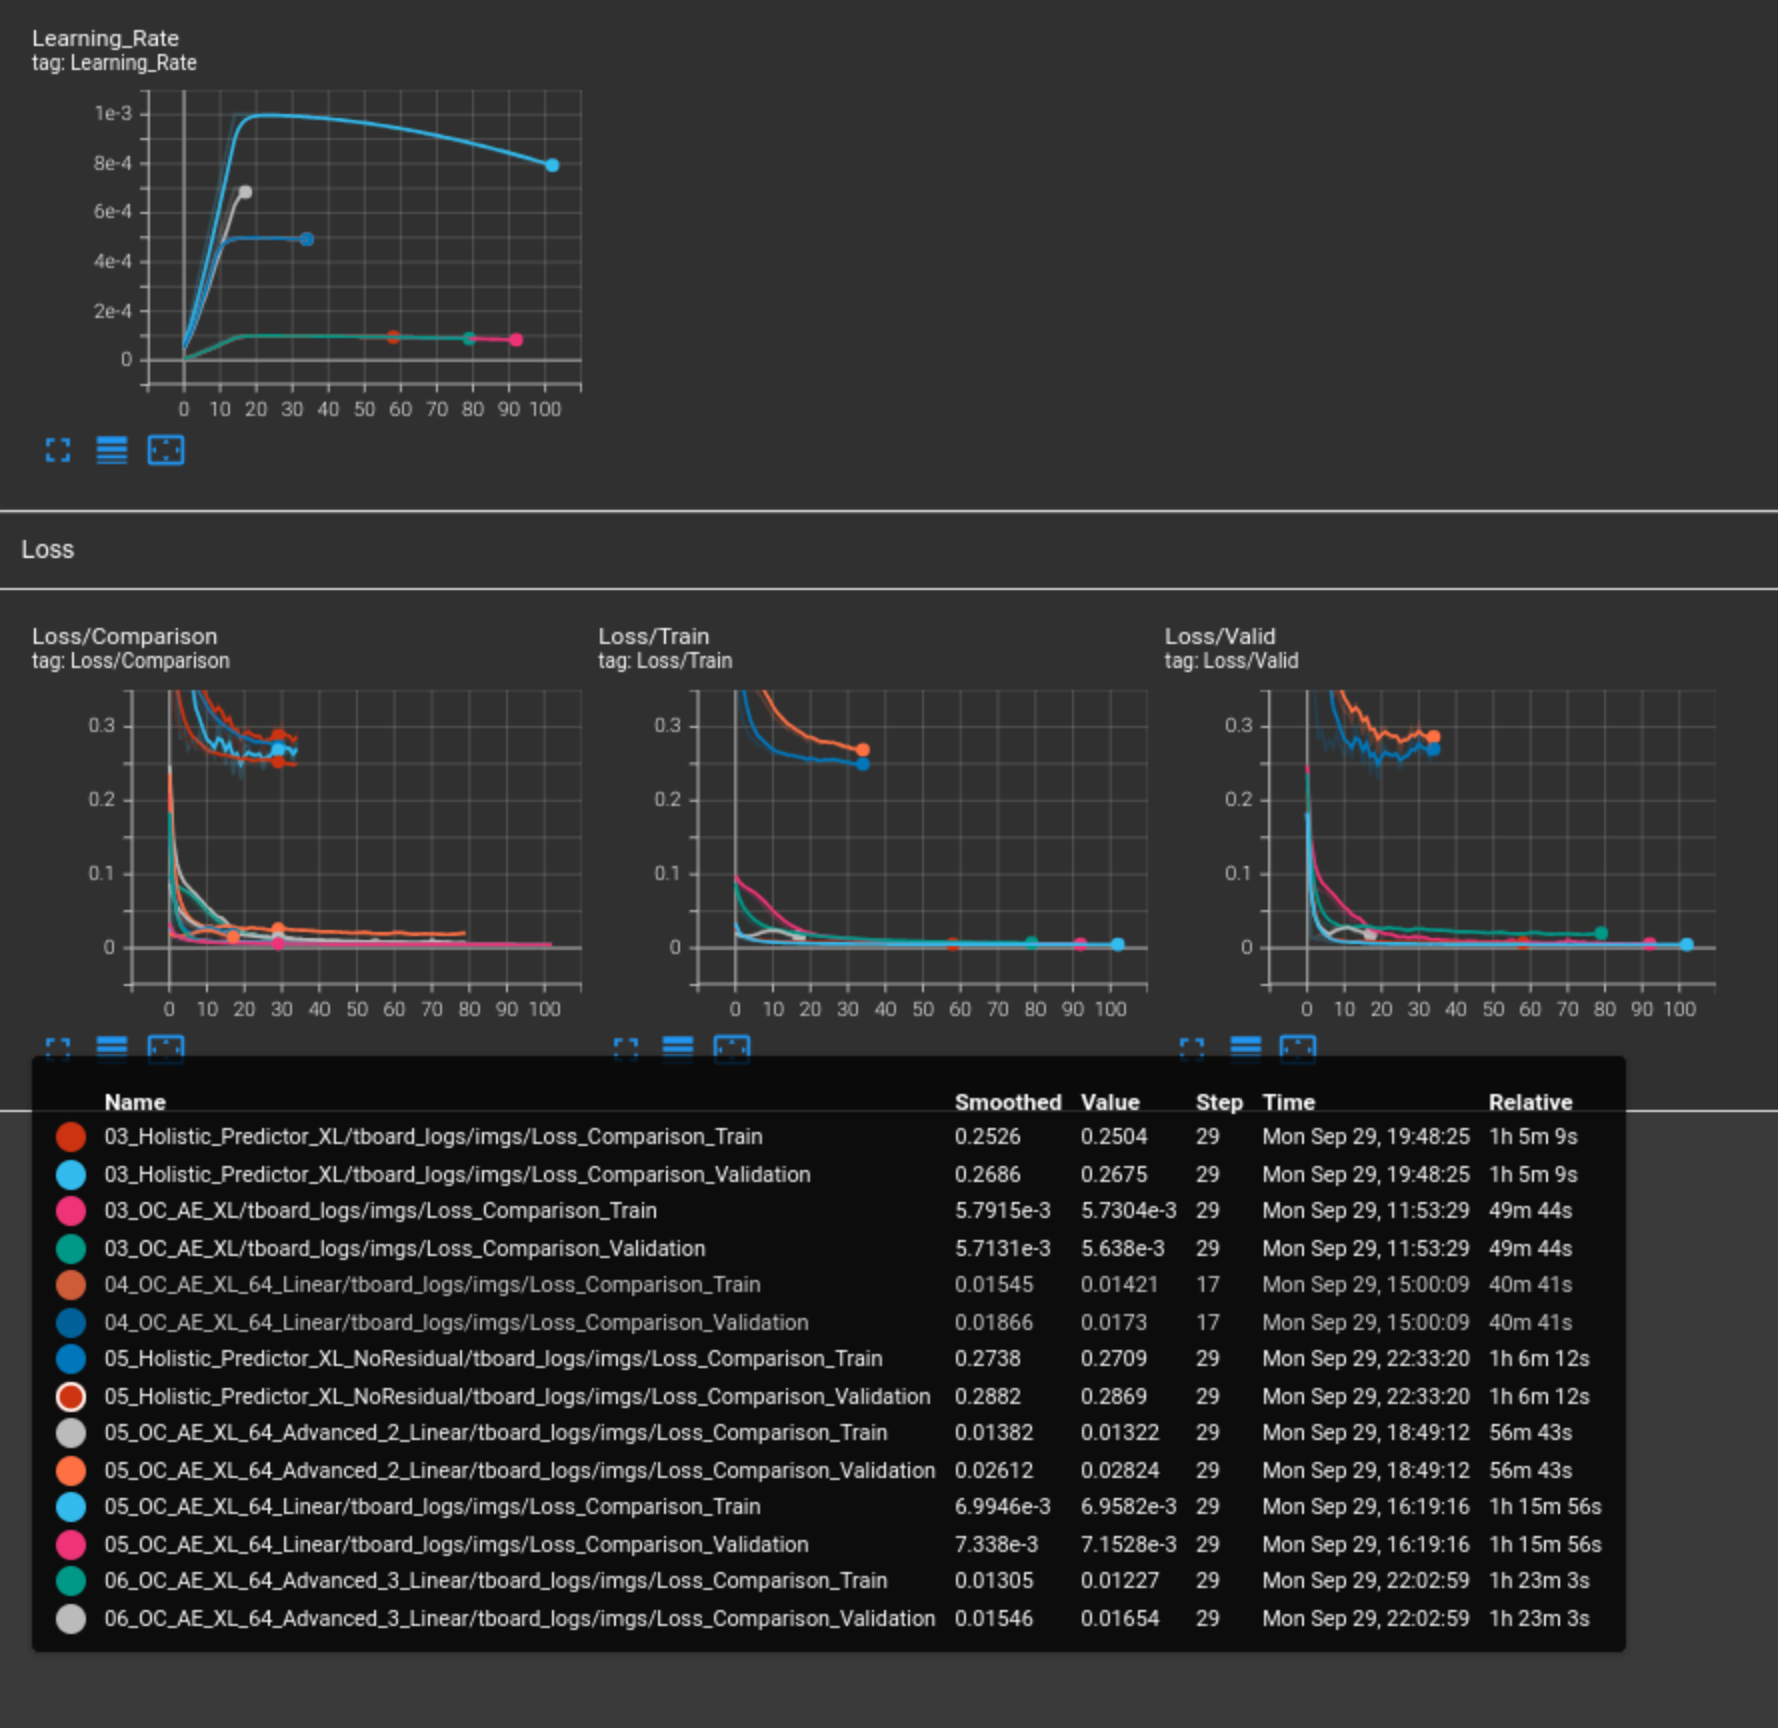 Learning_Rate
tag: Learning_Rate
1e-3
8e-4
6e-4
4e-4
2e-4
0
0 10 20 30 40 50 60 70 80 90 100
Loss
Loss/Comparison
tag: Loss/Comparison
0.3
0.2
0.1
0
0 10 20 30 40 50 60 70 80 90 100
Loss/Train
tag: Loss/Train
0.3
0.2
0.1
0
0 10 20 30 40 50 60 70 80 90 100
Loss/Valid
tag: Loss/Valid
0.3
0.2
0.1
0
0 10 20 30 40 50 60 70 80 90 100
Name Smoothed Value Step Time Relative
03_Holistic_Predictor_XL/tboard_logs/imgs/Loss_Comparison_Train 0.2526 0.2504 29 Mon Sep 29, 19:48:25 1h 5m 9s
03_Holistic_Predictor_XL/tboard_logs/imgs/Loss_Comparison_Validation 0.2686 0.2675 29 Mon Sep 29, 19:48:25 1h 5m 9s
03_OC_AE_XL/tboard_logs/imgs/Loss_Comparison_Train 5.7915e-3 5.7304e-3 29 Mon Sep 29, 11:53:29 49m 44s
03_OC_AE_XL/tboard_logs/imgs/Loss_Comparison_Validation 5.7131e-3 5.638e-3 29 Mon Sep 29, 11:53:29 49m 44s
04_OC_AE_XL_64_Linear/tboard_logs/imgs/Loss_Comparison_Train 0.01545 0.01421 17 Mon Sep 29, 15:00:09 40m 41s
04_OC_AE_XL_64_Linear/tboard_logs/imgs/Loss_Comparison_Validation 0.01866 0.0173 17 Mon Sep 29, 15:00:09 40m 41s
05_Holistic_Predictor_XL_NoResidual/tboard_logs/imgs/Loss_Comparison_Train 0.2738 0.2709 29 Mon Sep 29, 22:33:20 1h 6m 12s
05_Holistic_Predictor_XL_NoResidual/tboard_logs/imgs/Loss_Comparison_Validation 0.2882 0.2869 29 Mon Sep 29, 22:33:20 1h 6m 12s
05_OC_AE_XL_64_Advanced_2_Linear/tboard_logs/imgs/Loss_Comparison_Train 0.01382 0.01322 29 Mon Sep 29, 18:49:12 56m 43s
05_OC_AE_XL_64_Advanced_2_Linear/tboard_logs/imgs/Loss_Comparison_Validation 0.02612 0.02824 29 Mon Sep 29, 18:49:12 56m 43s
05_OC_AE_XL_64_Linear/tboard_logs/imgs/Loss_Comparison_Train 6.9946e-3 6.9582e-3 29 Mon Sep 29, 16:19:16 1h 15m 56s
05_OC_AE_XL_64_Linear/tboard_logs/imgs/Loss_Comparison_Validation 7.338e-3 7.1528e-3 29 Mon Sep 29, 16:19:16 1h 15m 56s
06_OC_AE_XL_64_Advanced_3_Linear/tboard_logs/imgs/Loss_Comparison_Train 0.01305 0.01227 29 Mon Sep 29, 22:02:59 1h 23m 3s
06_OC_AE_XL_64_Advanced_3_Linear/tboard_logs/imgs/Loss_Comparison_Validation 0.01546 0.01654 29 Mon Sep 29, 22:02:59 1h 23m 3s